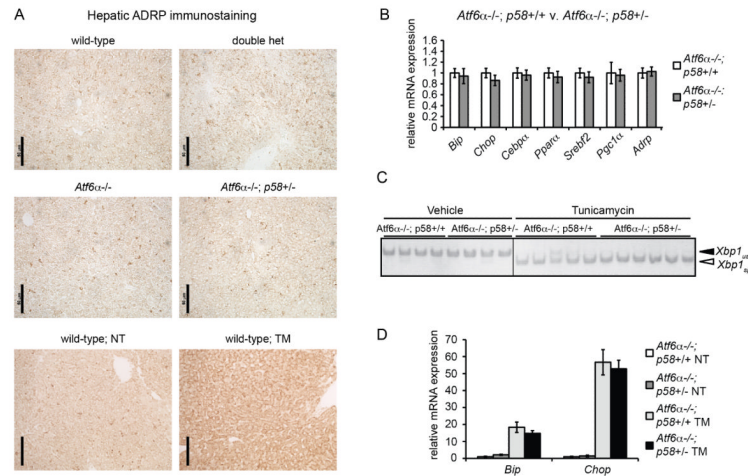 A
Hepatic ADRP immunostaining
wild-type
double het
Atf6α-/-
Atf6α-/-; p58+/-
wild-type; NT
wild-type; TM
B
Atf6α-/-; p58+/+ v. Atf6α-/-; p58+/-
relative mRNA expression
1.6
1.4
1.2
1
0.8
0.6
0.4
0.2
0
Bip
Chop
Cebpα
Pparα
Srebf2
Pgc1α
Adrp
Atf6α-/-;
p58+/+
Atf6α-/-;
p58+/-
C
Vehicle
Tunicamycin
Atf6α-/-; p58+/+
Atf6α-/-; p58+/-
Atf6α-/-; p58+/+
Atf6α-/-; p58+/-
Xbp1
Xbp1
D
relative mRNA expression
70
60
50
40
30
20
10
0
Bip
Chop
Atf6α-/-;
p58+/+ NT
Atf6α-/-;
p58+/- NT
Atf6α-/-;
p58+/+ TM
Atf6α-/-;
p58+/- TM